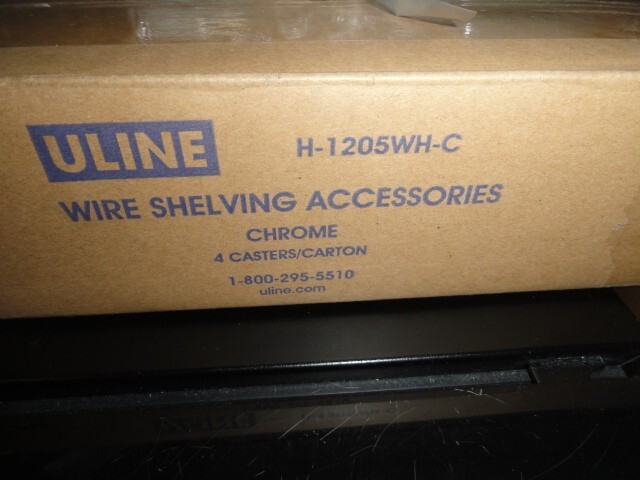 ULINE H-1205WH-C
WIRE SHELVING ACCESSORIES
CHROME
4 CASTERS/CARTON
1-800-295-5510
uline.com